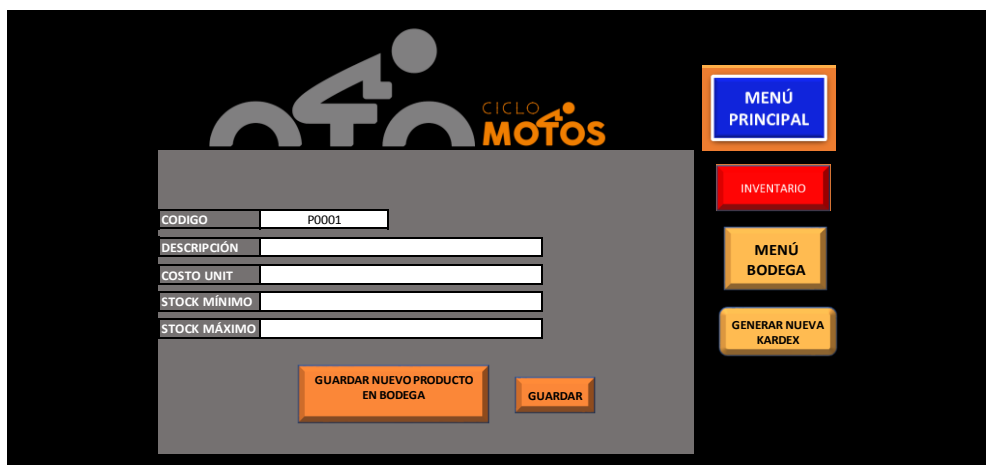 CICLO
MOTOS
MENÚ
PRINCIPAL
INVENTARIO
CODIGO P0001
DESCRIPCIÓN
MENÚ
BODEGA
COSTO UNIT
STOCK MÍNIMO
STOCK MÁXIMO
GENERAR NUEVA
KARDEX
GUARDAR NUEVO PRODUCTO
EN BODEGA
GUARDAR